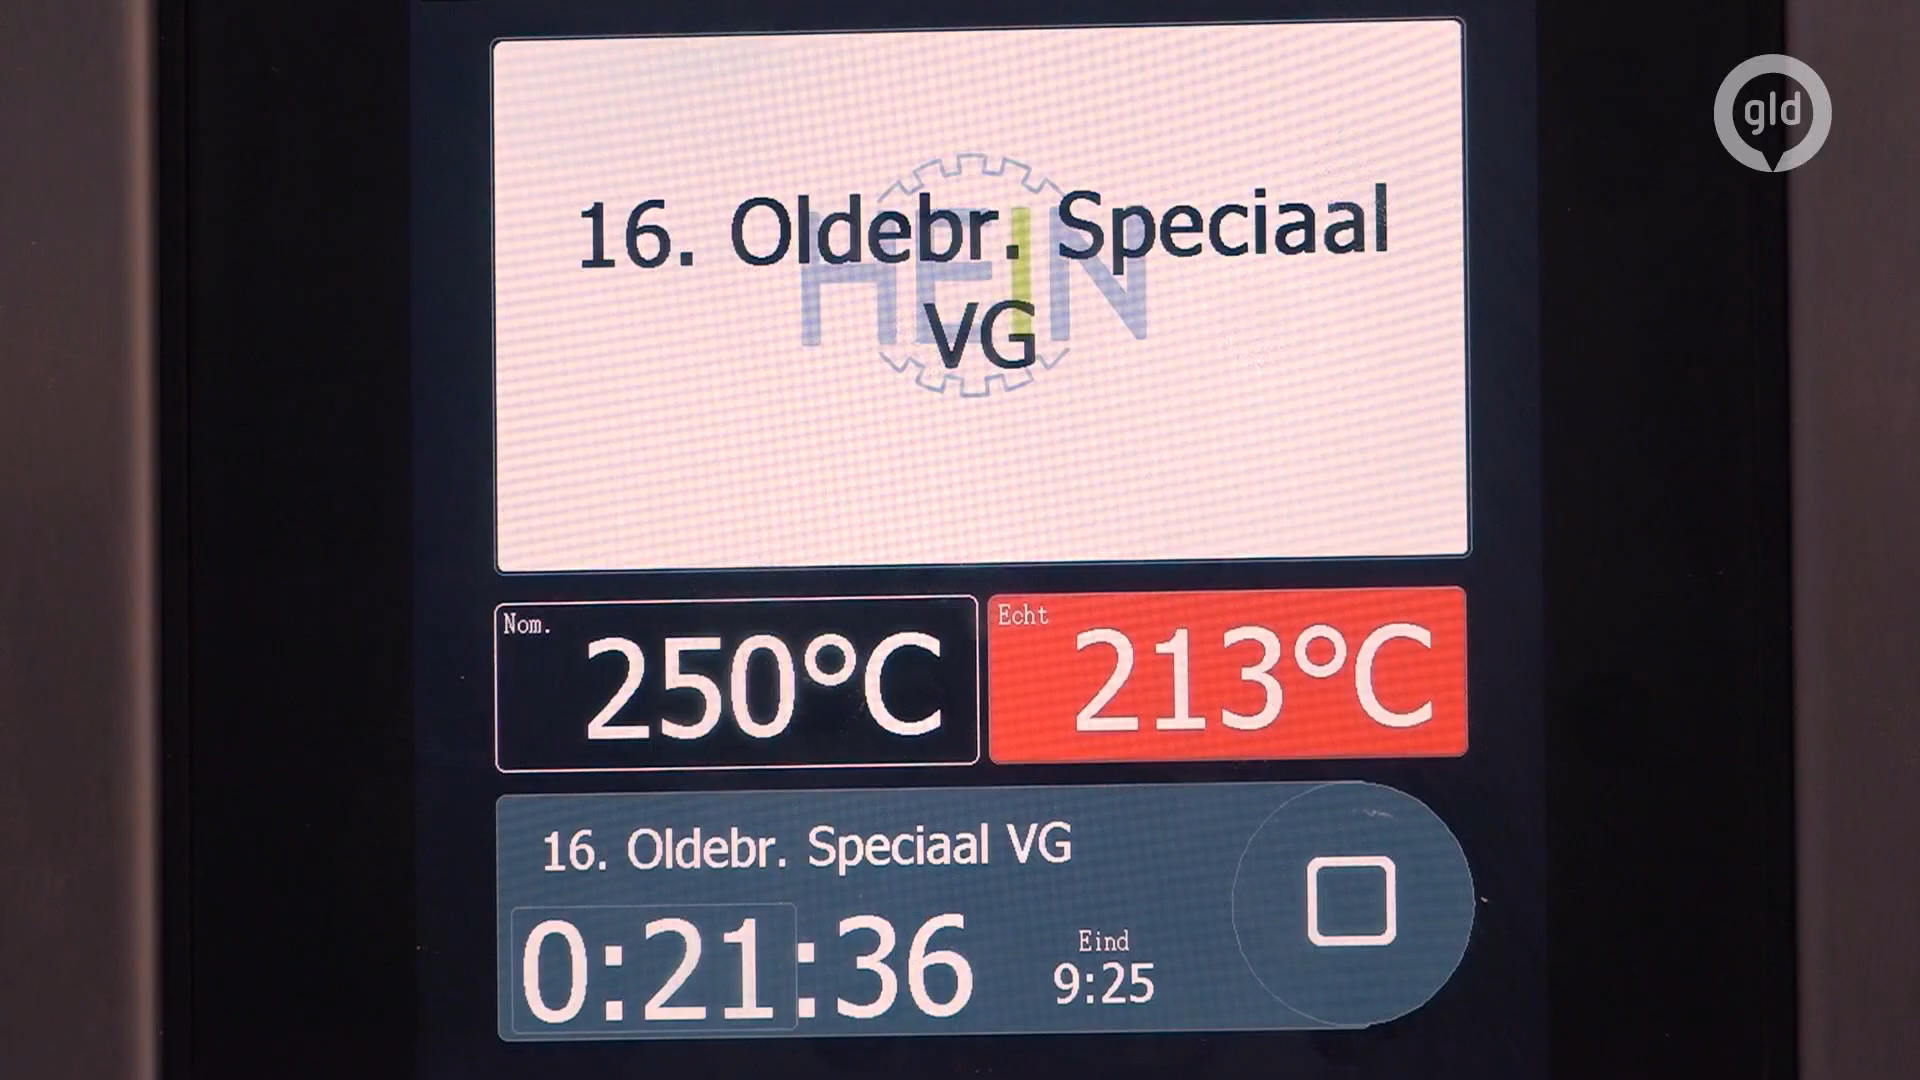 gld
HEIN
16. Oldebr. Speciaal
VG
Nom.
250°C
Echt
213°C
16. Oldebr. Speciaal VG
0:21:36
Eind
9:25